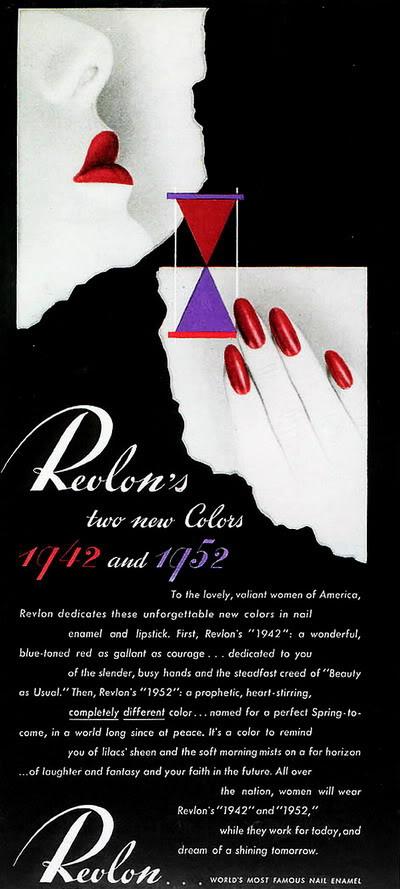 Revlon's
two new Colors
1942 and 1952
To the lovely, valiant women of America,
Revlon dedicates these unforgettable new colors in nail
enamel and lipstick. First, Revlon's "1942": a wonderful,
blue-toned red as gallant as courage . . . dedicated to you
of the slender, busy hands and the steadfast creed of "Beauty
as Usual." Then, Revlon's "1952": a prophetic, heart-stirring,
completely different color . . . named for a perfect Spring-to-
come, in a world long since at peace. It's a color to remind
you of lilacs' sheen and the soft morning mists on a far horizon
...of laughter and fantasy and your faith in the future. All over
the nation, women will wear
Revlon's "1942" and "1952,"
while they work for today, and
dream of a shining tomorrow.
Revlon . . . WORLD'S MOST FAMOUS NAIL ENAMEL